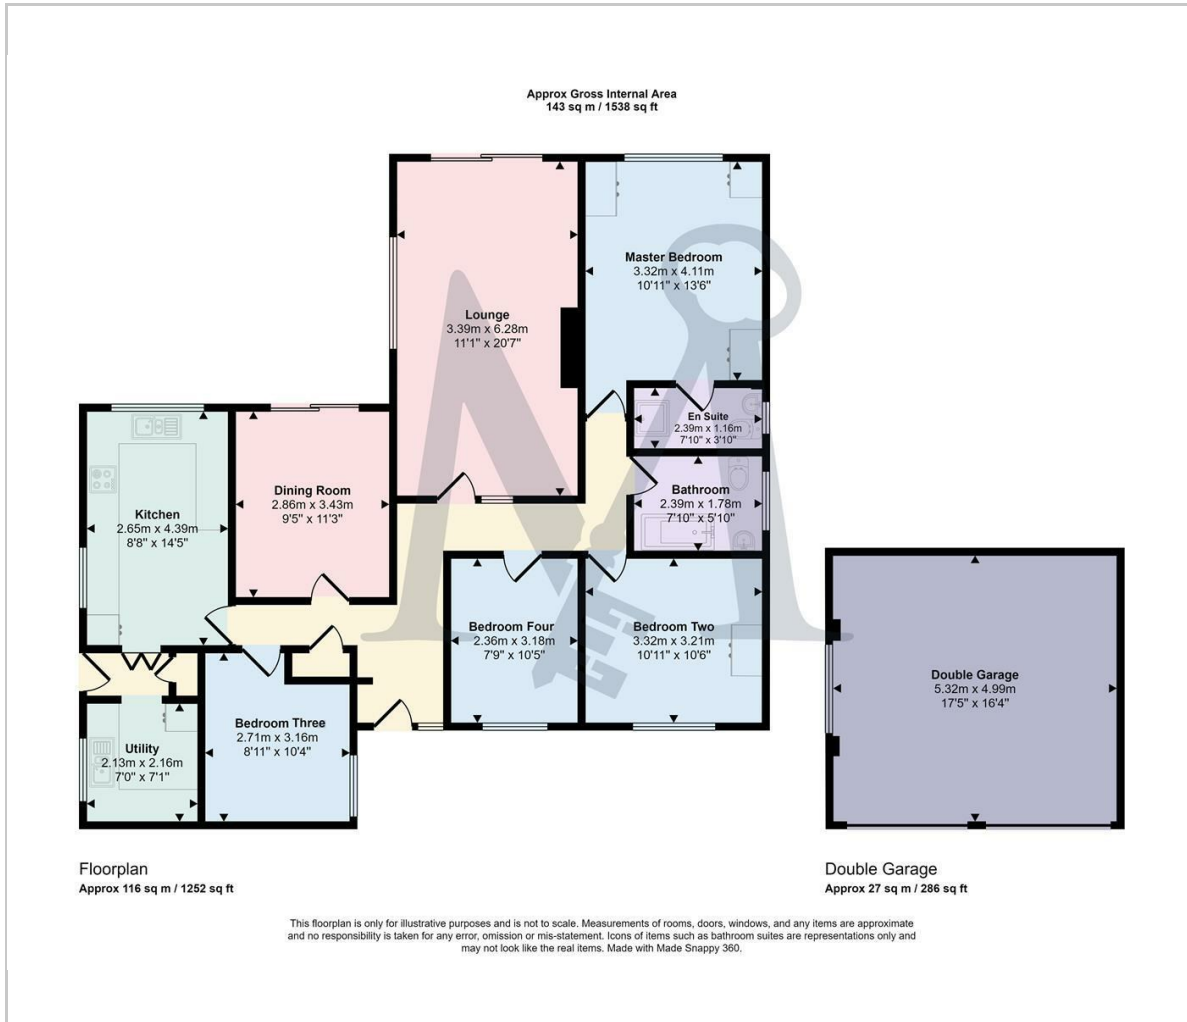 Approx Gross Internal Area
143 sq m / 1538 sq ft
Lounge
3.39m x 6.28m
11'1" x 20'7"
Master Bedroom
3.32m x 4.11m
10'11" x 13'6"
En Suite
2.39m x 1.16m
7'10" x 3'10"
Kitchen
2.65m x 4.39m
8'8" x 14'5"
Dining Room
2.86m x 3.43m
9'5" x 11'3"
Bathroom
2.39m x 1.78m
7'10" x 5'10"
Bedroom Four
2.36m x 3.18m
7'9" x 10'5"
Bedroom Two
3.32m x 3.21m
10'11" x 10'6"
Double Garage
5.32m x 4.99m
17'5" x 16'4"
Utility
2.13m x 2.16m
7'0" x 7'1"
Bedroom Three
2.71m x 3.16m
8'11" x 10'4"
Floorplan
Approx 116 sq m / 1252 sq ft
Double Garage
Approx 27 sq m / 286 sq ft
This floorplan is only for illustrative purposes and is not to scale. Measurements of rooms, doors, windows, and any items are approximate
and no responsibility is taken for any error, omission or mis-statement. Icons of items such as bathroom suites are representations only and
may not look like the real items. Made with Made Snappy 360.